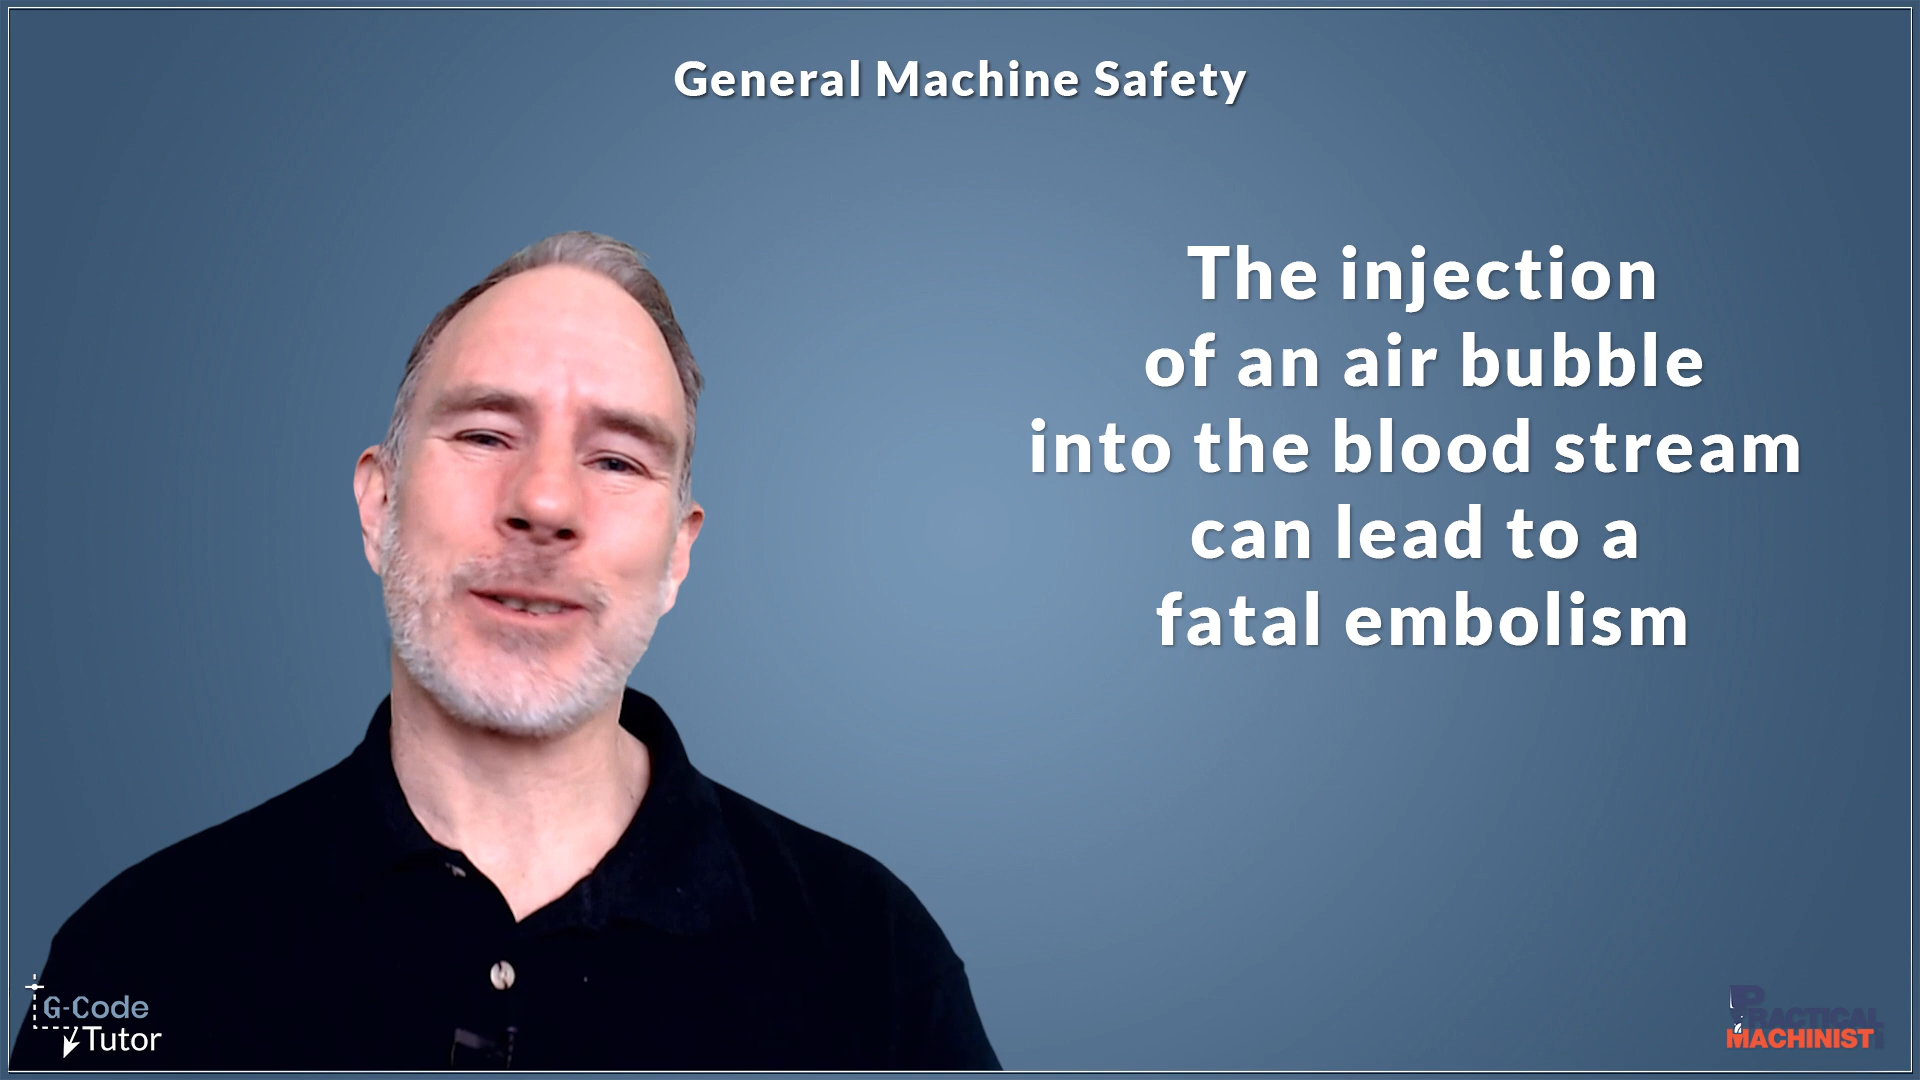 General Machine Safety
The injection
of an air bubble
into the blood stream
can lead to a
fatal embolism
G-Code
Tutor
PRACTICAL
MACHINIST